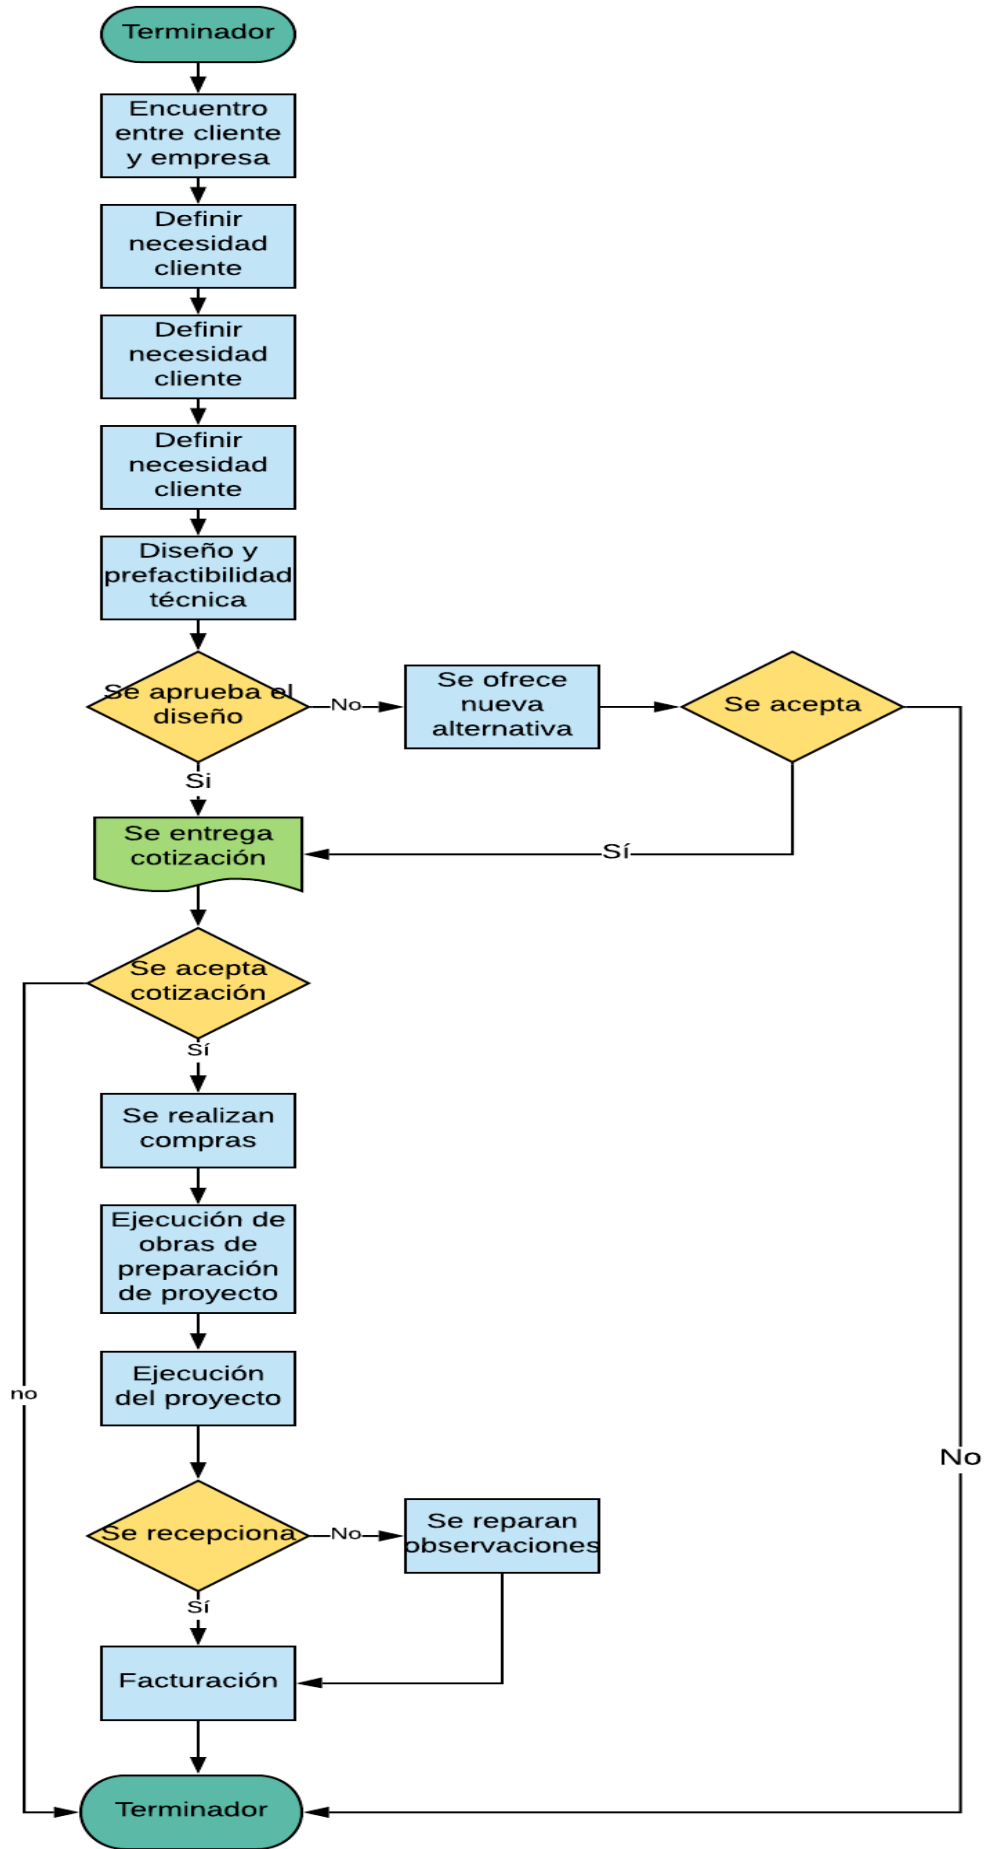 Terminador
Encuentro
entre cliente
y empresa
Definir
necesidad
cliente
Definir
necesidad
cliente
Definir
necesidad
cliente
Diseño y
prefactibilidad
técnica
Se aprueba el
diseño
No
Se ofrece
nueva
alternativa
Se acepta
Si
Se entrega
cotización
Sí
Se acepta
cotización
Sí
Se realizan
compras
Ejecución de
obras de
preparación
de proyecto
Ejecución
del proyecto
no
No
Se recepciona
No
Se reparan
observaciones
Sí
Facturación
Terminador